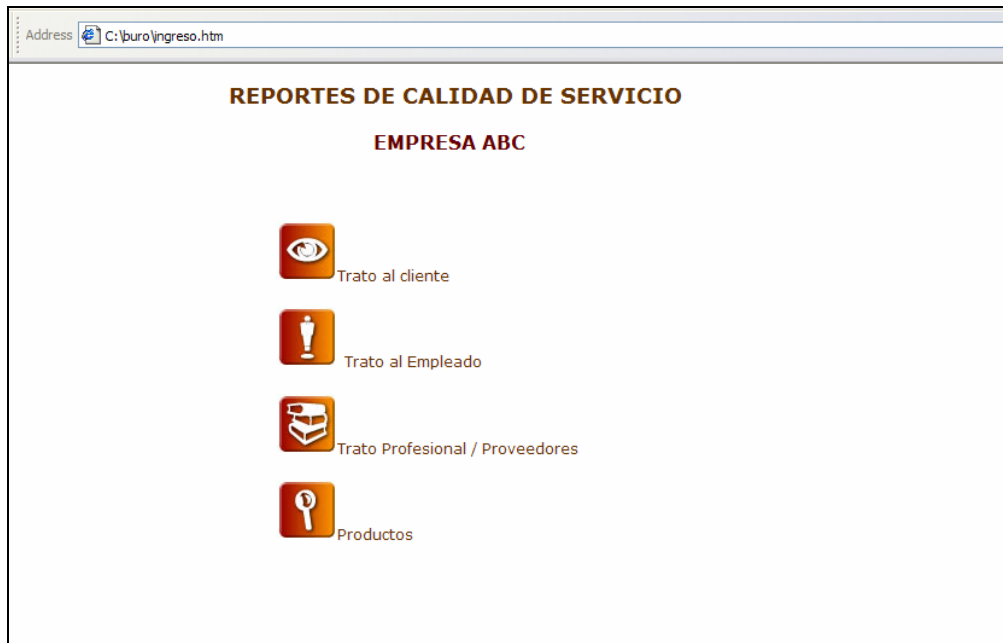 Address C:\buro\ingreso.htm
REPORTES DE CALIDAD DE SERVICIO
EMPRESA ABC
Trato al cliente
Trato al Empleado
Trato Profesional / Proveedores
Productos